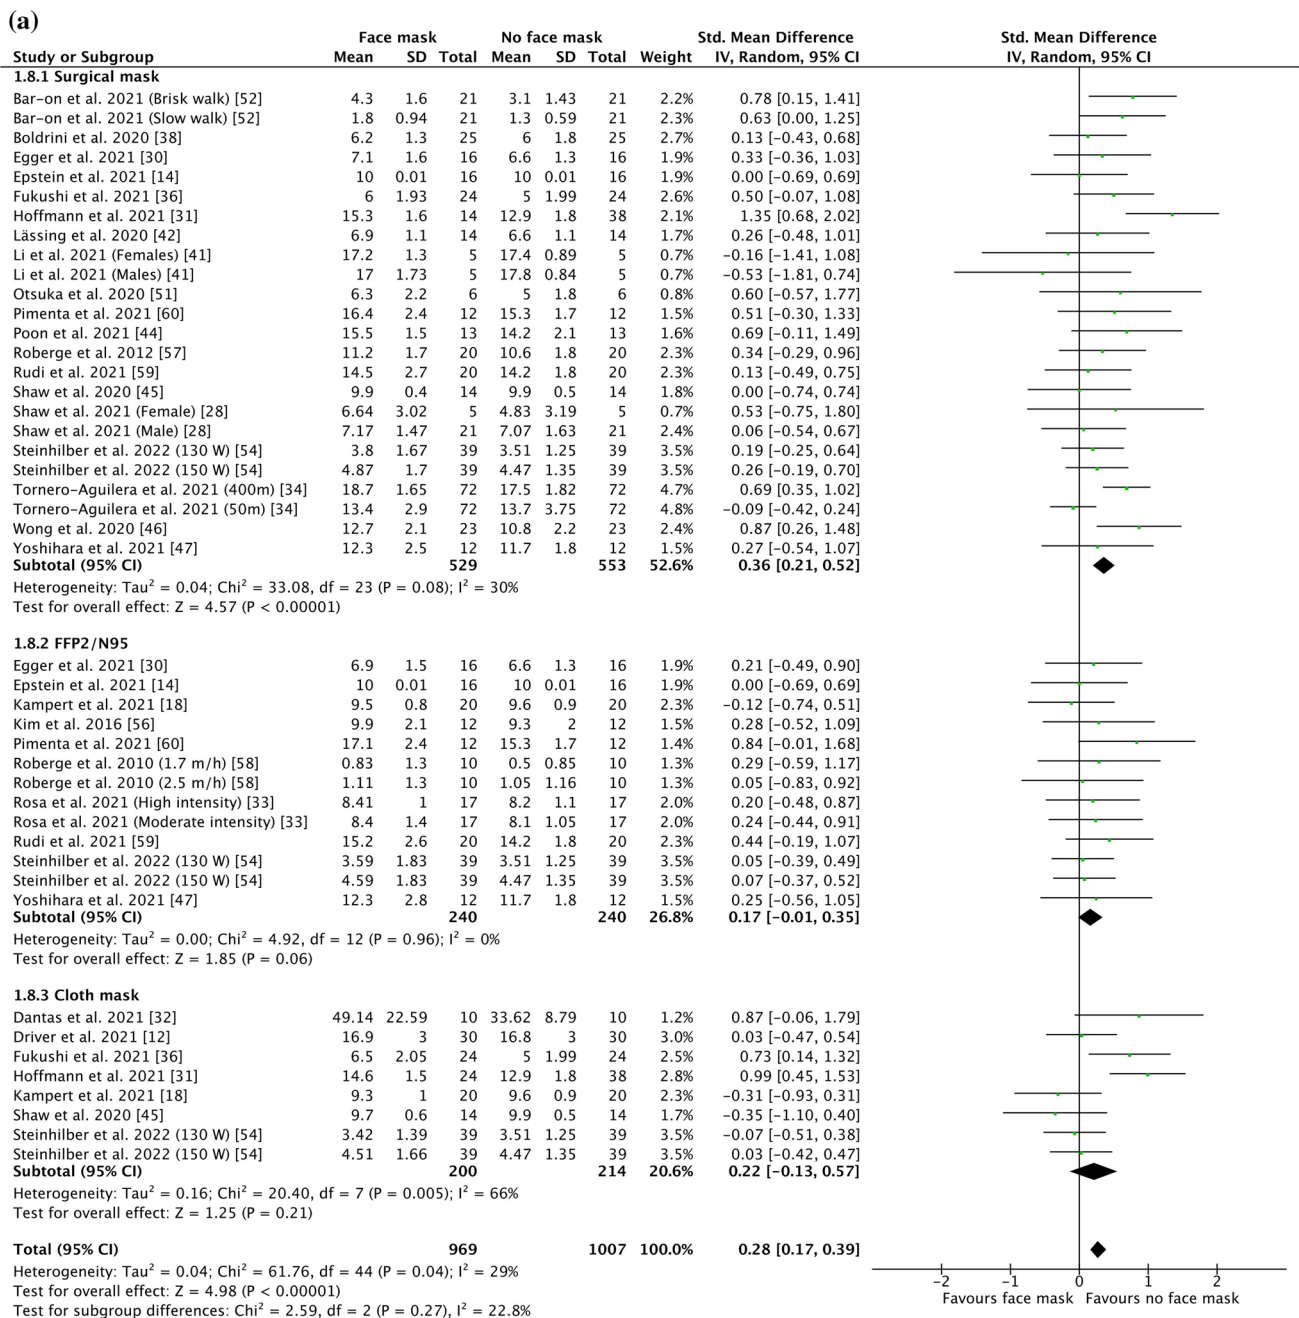 (a)
Face mask No face mask Std. Mean Difference Std. Mean Difference
Study or Subgroup Mean SD Total Mean SD Total Weight IV, Random, 95% CI IV, Random, 95% CI
1.8.1 Surgical mask
Bar-on et al. 2021 (Brisk walk) [52] 4.3 1.6 21 3.1 1.43 21 2.2% 0.78 [0.15, 1.41]
Bar-on et al. 2021 (Slow walk) [52] 1.8 0.94 21 1.3 0.59 21 2.3% 0.63 [0.00, 1.25]
Boldrini et al. 2020 [38] 6.2 1.3 25 6 1.8 25 2.7% 0.13 [-0.43, 0.68]
Egger et al. 2021 [30] 7.1 1.6 16 6.6 1.3 16 1.9% 0.33 [-0.36, 1.03]
Epstein et al. 2021 [14] 10 0.01 16 10 0.01 16 1.9% 0.00 [-0.69, 0.69]
Fukushi et al. 2021 [36] 6 1.93 24 5 1.99 24 2.6% 0.50 [-0.07, 1.08]
Hoffmann et al. 2021 [31] 15.3 1.6 14 12.9 1.8 38 2.1% 1.35 [0.68, 2.02]
Lässing et al. 2020 [42] 6.9 1.1 14 6.6 1.1 14 1.7% 0.26 [-0.48, 1.01]
Li et al. 2021 (Females) [41] 17.2 1.3 5 17.4 0.89 5 0.7% -0.16 [-1.41, 1.08]
Li et al. 2021 (Males) [41] 17 1.73 5 17.8 0.84 5 0.7% -0.53 [-1.81, 0.74]
Otsuka et al. 2020 [51] 6.3 2.2 6 5 1.8 6 0.8% 0.60 [-0.57, 1.77]
Pimenta et al. 2021 [60] 16.4 2.4 12 15.3 1.7 12 1.5% 0.51 [-0.30, 1.33]
Poon et al. 2021 [44] 15.5 1.5 13 14.2 2.1 13 1.6% 0.69 [-0.11, 1.49]
Roberge et al. 2012 [57] 11.2 1.7 20 10.6 1.8 20 2.3% 0.34 [-0.29, 0.96]
Rudi et al. 2021 [59] 14.5 2.7 20 14.2 1.8 20 2.3% 0.13 [-0.49, 0.75]
Shaw et al. 2020 [45] 9.9 0.4 14 9.9 0.5 14 1.7% 0.00 [-0.74, 0.74]
Shaw et al. 2021 (Female) [28] 6.64 3.02 5 4.83 3.19 5 0.7% 0.53 [-0.75, 1.80]
Shaw et al. 2021 (Male) [28] 7.17 1.47 21 7.07 1.63 21 2.4% 0.06 [-0.54, 0.67]
Steinhilber et al. 2022 (130 W) [54] 3.8 1.67 39 3.51 1.25 39 3.5% 0.19 [-0.25, 0.64]
Steinhilber et al. 2022 (150 W) [54] 4.87 1.7 39 4.47 1.35 39 3.5% 0.26 [-0.19, 0.70]
Tornero-Aguilera et al. 2021 (400m) [34] 18.7 1.65 72 17.5 1.82 72 4.7% 0.69 [0.35, 1.02]
Tornero-Aguilera et al. 2021 (50m) [34] 13.4 2.9 72 13.7 3.75 72 4.8% -0.09 [-0.42, 0.24]
Wong et al. 2020 [46] 12.7 2.1 23 10.8 2.2 23 2.4% 0.87 [0.26, 1.48]
Yoshihara et al. 2021 [47] 12.3 2.5 12 11.7 1.8 12 1.5% 0.27 [-0.54, 1.07]
Subtotal (95% CI) 529 553 52.6% 0.36 [0.21, 0.52]
Heterogeneity: Tau² = 0.04; Chi² = 33.08, df = 23 (P = 0.08); I² = 30%
Test for overall effect: Z = 4.57 (P < 0.00001)
1.8.2 FFP2/N95
Egger et al. 2021 [30] 6.9 1.5 16 6.6 1.3 16 1.9% 0.21 [-0.49, 0.90]
Epstein et al. 2021 [14] 10 0.01 16 10 0.01 16 1.9% 0.00 [-0.69, 0.69]
Kampert et al. 2021 [18] 9.5 0.8 20 9.6 0.9 20 2.3% -0.12 [-0.74, 0.51]
Kim et al. 2016 [56] 9.9 2.1 12 9.3 2 12 1.5% 0.28 [-0.52, 1.09]
Pimenta et al. 2021 [60] 17.1 2.4 12 15.3 1.7 12 1.4% 0.84 [-0.01, 1.68]
Roberge et al. 2010 (1.7 m/h) [58] 0.83 1.3 10 0.5 0.85 10 1.3% 0.29 [-0.59, 1.17]
Roberge et al. 2010 (2.5 m/h) [58] 1.11 1.3 10 1.05 1.16 10 1.3% 0.05 [-0.83, 0.92]
Rosa et al. 2021 (High intensity) [33] 8.41 1 17 8.2 1.1 17 2.0% 0.20 [-0.48, 0.87]
Rosa et al. 2021 (Moderate intensity) [33] 8.4 1.4 17 8.1 1.05 17 2.0% 0.24 [-0.44, 0.91]
Rudi et al. 2021 [59] 15.2 2.6 20 14.2 1.8 20 2.3% 0.44 [-0.19, 1.07]
Steinhilber et al. 2022 (130 W) [54] 3.59 1.83 39 3.51 1.25 39 3.5% 0.05 [-0.39, 0.49]
Steinhilber et al. 2022 (150 W) [54] 4.59 1.83 39 4.47 1.35 39 3.5% 0.07 [-0.37, 0.52]
Yoshihara et al. 2021 [47] 12.3 2.8 12 11.7 1.8 12 1.5% 0.25 [-0.56, 1.05]
Subtotal (95% CI) 240 240 26.8% 0.17 [-0.01, 0.35]
Heterogeneity: Tau² = 0.00; Chi² = 4.92, df = 12 (P = 0.96); I² = 0%
Test for overall effect: Z = 1.85 (P = 0.06)
1.8.3 Cloth mask
Dantas et al. 2021 [32] 49.14 22.59 10 33.62 8.79 10 1.2% 0.87 [-0.06, 1.79]
Driver et al. 2021 [12] 16.9 3 30 16.8 3 30 3.0% 0.03 [-0.47, 0.54]
Fukushi et al. 2021 [36] 6.5 2.05 24 5 1.99 24 2.5% 0.73 [0.14, 1.32]
Hoffmann et al. 2021 [31] 14.6 1.5 24 12.9 1.8 38 2.8% 0.99 [0.45, 1.53]
Kampert et al. 2021 [18] 9.3 1 20 9.6 0.9 20 2.3% -0.31 [-0.93, 0.31]
Shaw et al. 2020 [45] 9.7 0.6 14 9.9 0.5 14 1.7% -0.35 [-1.10, 0.40]
Steinhilber et al. 2022 (130 W) [54] 3.42 1.39 39 3.51 1.25 39 3.5% -0.07 [-0.51, 0.38]
Steinhilber et al. 2022 (150 W) [54] 4.51 1.66 39 4.47 1.35 39 3.5% 0.03 [-0.42, 0.47]
Subtotal (95% CI) 200 214 20.6% 0.22 [-0.13, 0.57]
Heterogeneity: Tau² = 0.16; Chi² = 20.40, df = 7 (P = 0.005); I² = 66%
Test for overall effect: Z = 1.25 (P = 0.21)
Total (95% CI) 969 1007 100.0% 0.28 [0.17, 0.39]
Heterogeneity: Tau² = 0.04; Chi² = 61.76, df = 44 (P = 0.04); I² = 29%
Test for overall effect: Z = 4.98 (P < 0.00001)
Test for subgroup differences: Chi² = 2.59, df = 2 (P = 0.27), I² = 22.8%
-2 -1 0 1 2
Favours face mask Favours no face mask